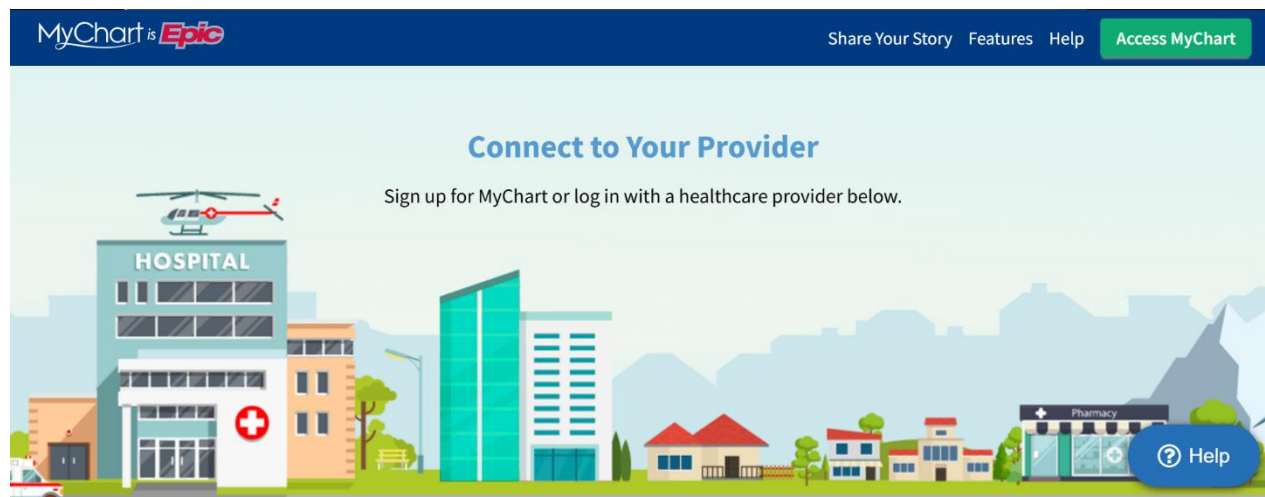 MyChart is Epic
Share Your Story Features Help Access MyChart
Connect to Your Provider
Sign up for MyChart or log in with a healthcare provider below.
HOSPITAL
Pharmacy
Help